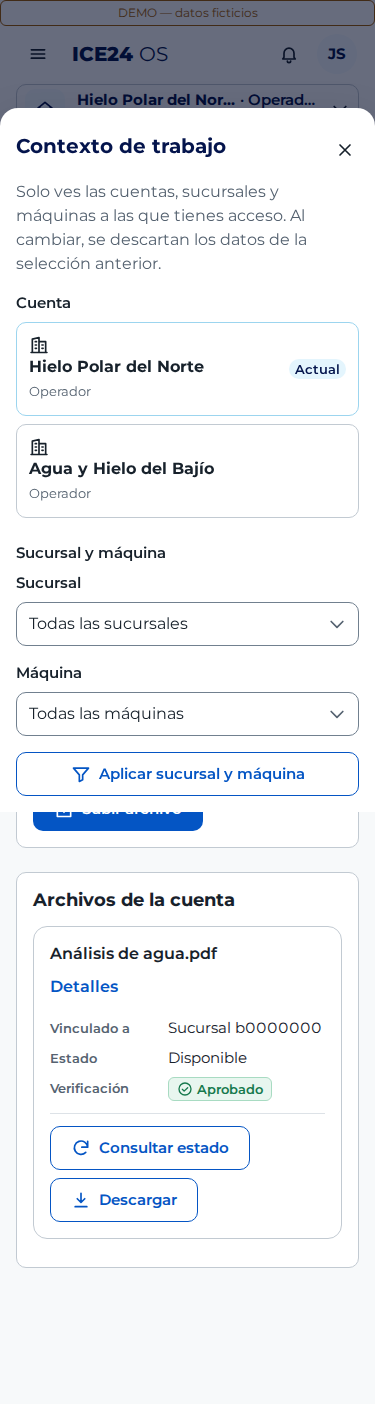 DEMO — datos ficticios
ICE24 OS
JS
Hielo Polar del Nor... · Operad...
Contexto de trabajo
Solo ves las cuentas, sucursales y
máquinas a las que tienes acceso. Al
cambiar, se descartan los datos de la
selección anterior.
Cuenta
Hielo Polar del Norte
Actual
Operador
Agua y Hielo del Bajío
Operador
Sucursal y máquina
Sucursal
Todas las sucursales
Máquina
Todas las máquinas
Aplicar sucursal y máquina
Subir archivo
Archivos de la cuenta
Análisis de agua.pdf
Detalles
Vinculado a Sucursal b0000000
Estado Disponible
Verificación Aprobado
Consultar estado
Descargar